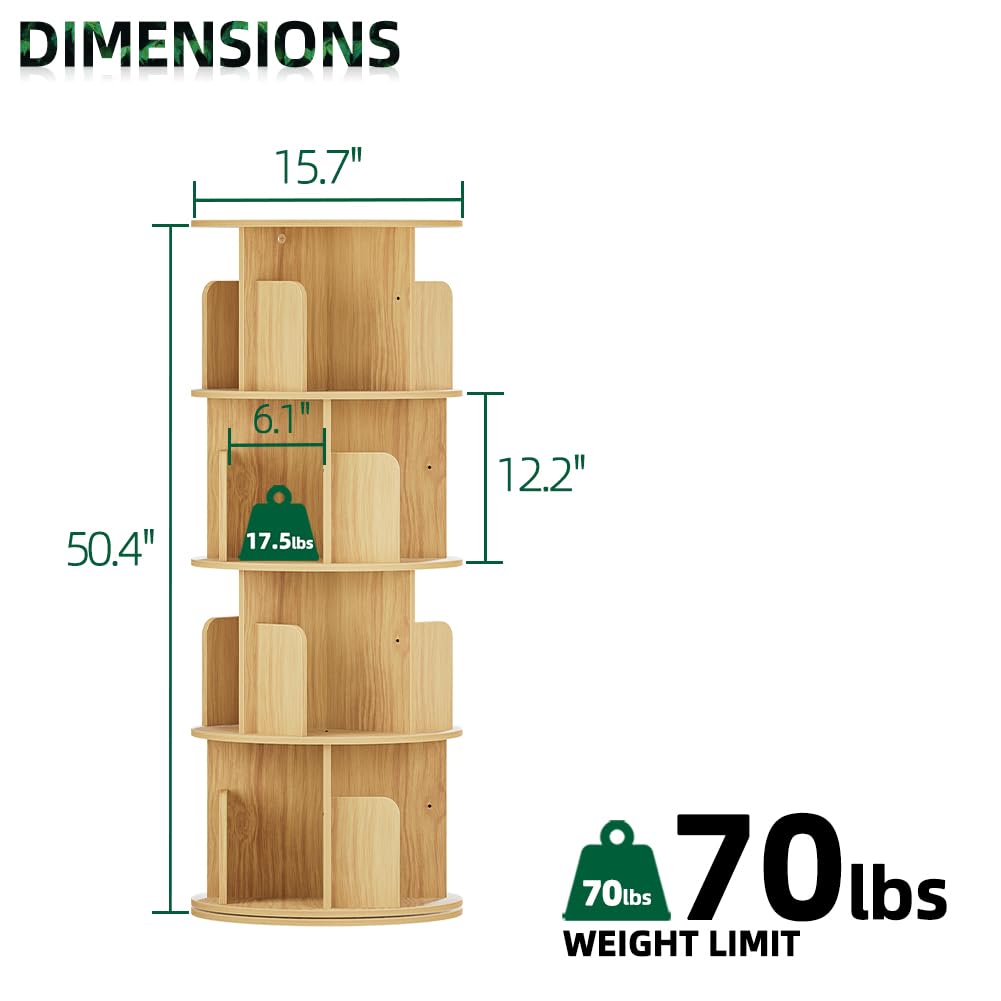 DIMENSIONS
15.7"
6.1"
12.2"
17.5lbs
50.4"
70lbs
70lbs
WEIGHT LIMIT